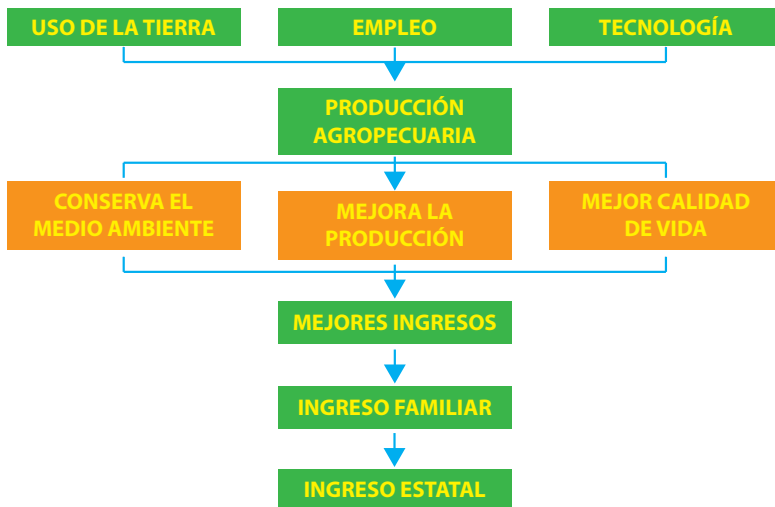 USO DE LA TIERRA
EMPLEO
TECNOLOGÍA
PRODUCCIÓN
AGROPECUARIA
CONSERVA EL
MEDIO AMBIENTE
MEJORA LA
PRODUCCIÓN
MEJOR CALIDAD
DE VIDA
MEJORES INGRESOS
INGRESO FAMILIAR
INGRESO ESTATAL